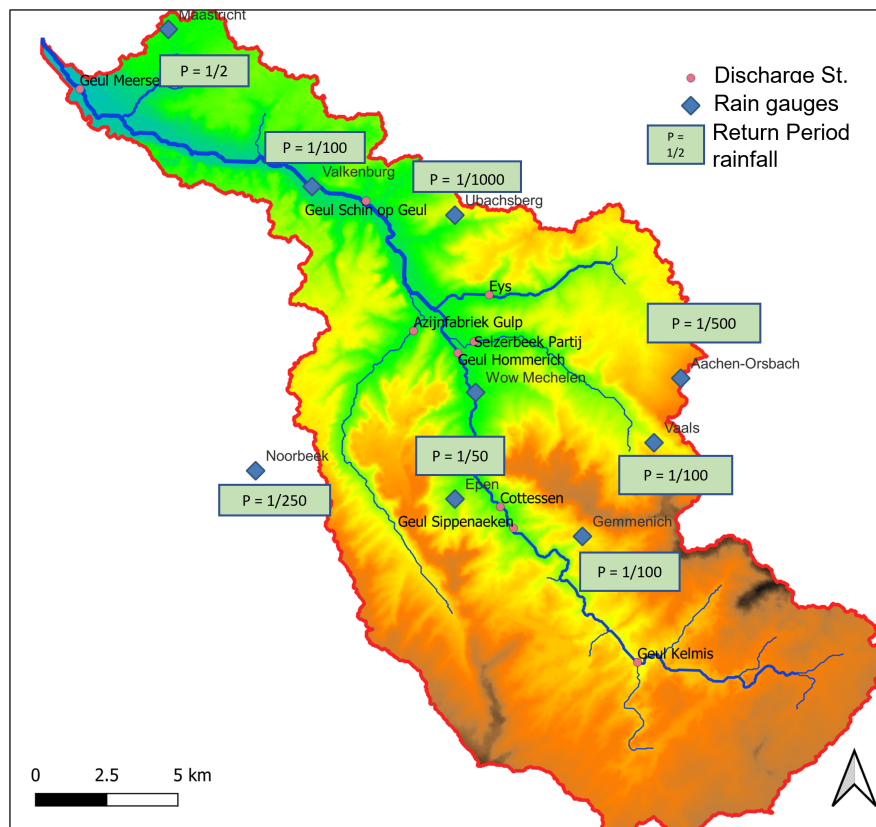 Maastricht
Geul Meerse
P = 1/2
Discharge St.
Rain gauges
P =
1/2
Return Period
rainfall
P = 1/100
Valkenburg
P = 1/1000
Ubachsberg
Geul Schin op Geul
Eys
P = 1/500
Azijnfabriek Gulp
Selzerbeek Partij
Geul Hommerich
Aachen-Orsbach
Wow Mechelen
Vaals
P = 1/50
P = 1/100
Noorbeek
P = 1/250
Epen
Cottessen
Geul Sippenaeken
Gemmenich
P = 1/100
Geul Kelmis
0 2.5 5 km